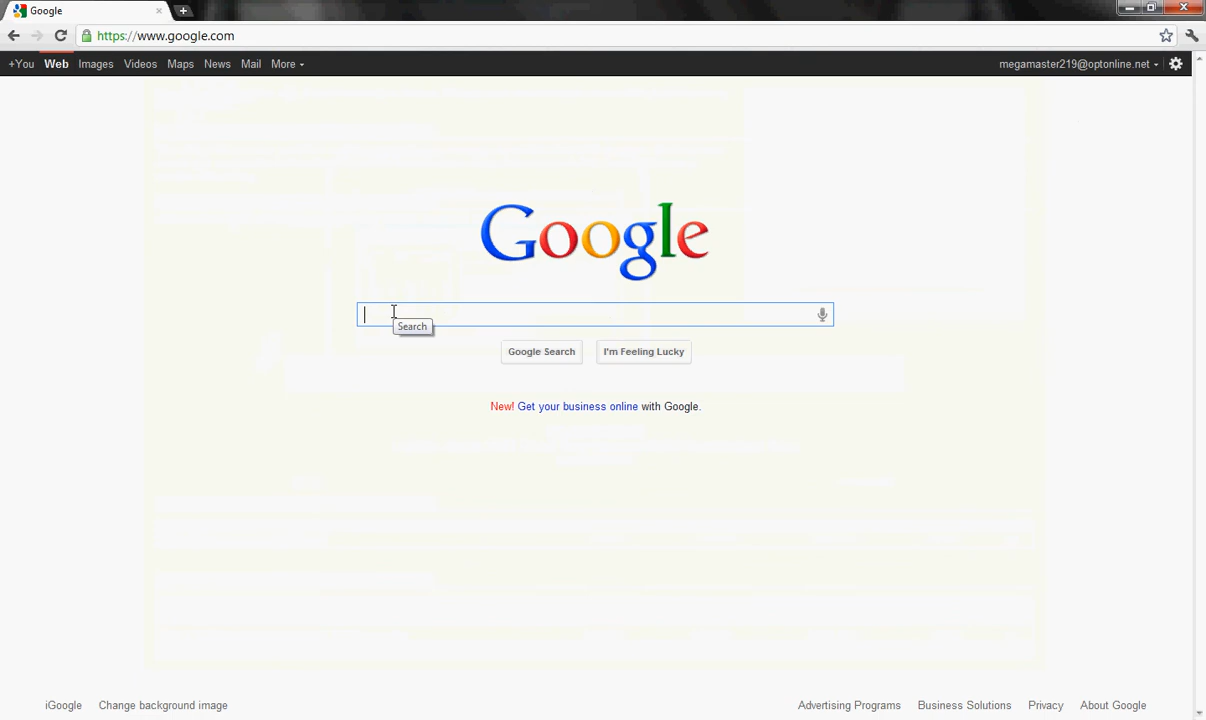 Google
https://www.google.com
+You Web Images Videos Maps News Mail More megamaster219@optonline.net
Google
Search
Google Search I'm Feeling Lucky
New! Get your business online with Google.
iGoogle Change background image Advertising Programs Business Solutions Privacy About Google